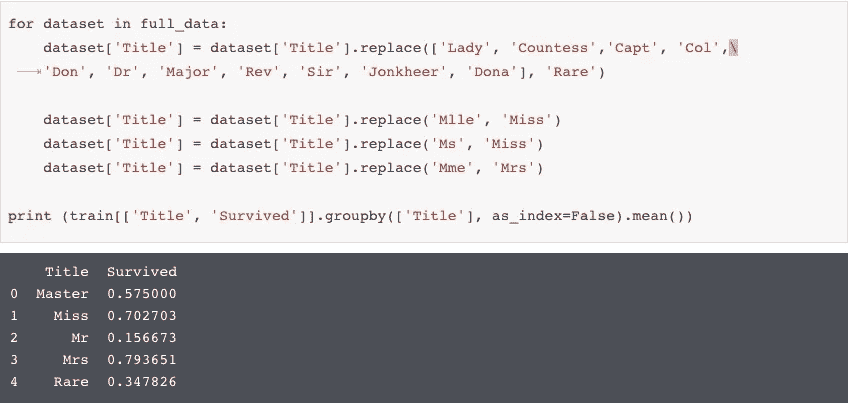 for dataset in full_data:
    dataset['Title'] = dataset['Title'].replace(['Lady', 'Countess','Capt', 'Col',\
    'Don', 'Dr', 'Major', 'Rev', 'Sir', 'Jonkheer', 'Dona'], 'Rare')
    dataset['Title'] = dataset['Title'].replace('Mlle', 'Miss')
    dataset['Title'] = dataset['Title'].replace('Ms', 'Miss')
    dataset['Title'] = dataset['Title'].replace('Mme', 'Mrs')
print (train[['Title', 'Survived']].groupby(['Title'], as_index=False).mean())
    Title  Survived
0  Master  0.575000
1    Miss  0.702703
2      Mr  0.156673
3     Mrs  0.793651
4    Rare  0.347826